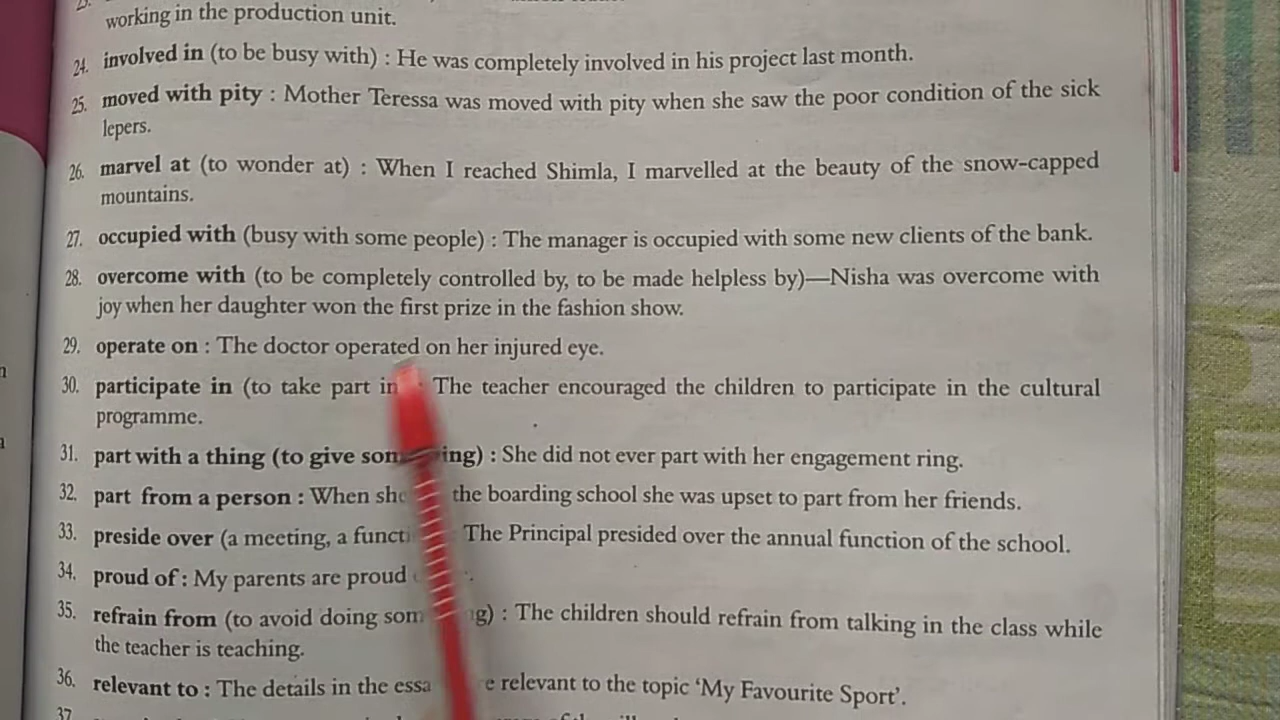 working in the production unit.
24. involved in (to be busy with) : He was completely involved in his project last month.
25. moved with pity : Mother Teressa was moved with pity when she saw the poor condition of the sick
lepers.
26. marvel at (to wonder at) : When I reached Shimla, I marvelled at the beauty of the snow-capped
mountains.
27. occupied with (busy with some people) : The manager is occupied with some new clients of the bank.
28. overcome with (to be completely controlled by, to be made helpless by)—Nisha was overcome with
joy when her daughter won the first prize in the fashion show.
29. operate on : The doctor operated on her injured eye.
30. participate in (to take part in : The teacher encouraged the children to participate in the cultural
programme.
31. part with a thing (to give ing) : She did not ever part with her engagement ring.
32. part from a person : When the boarding school she was upset to part from her friends.
33. preside over (a meeting, a : The Principal presided over the annual function of the school.
34. proud of : My parents are proud
35. refrain from (to avoid doing : The children should refrain from talking in the class while
the teacher is teaching.
36. relevant to : The details in the relevant to the topic ‘My Favourite Sport’.
37.